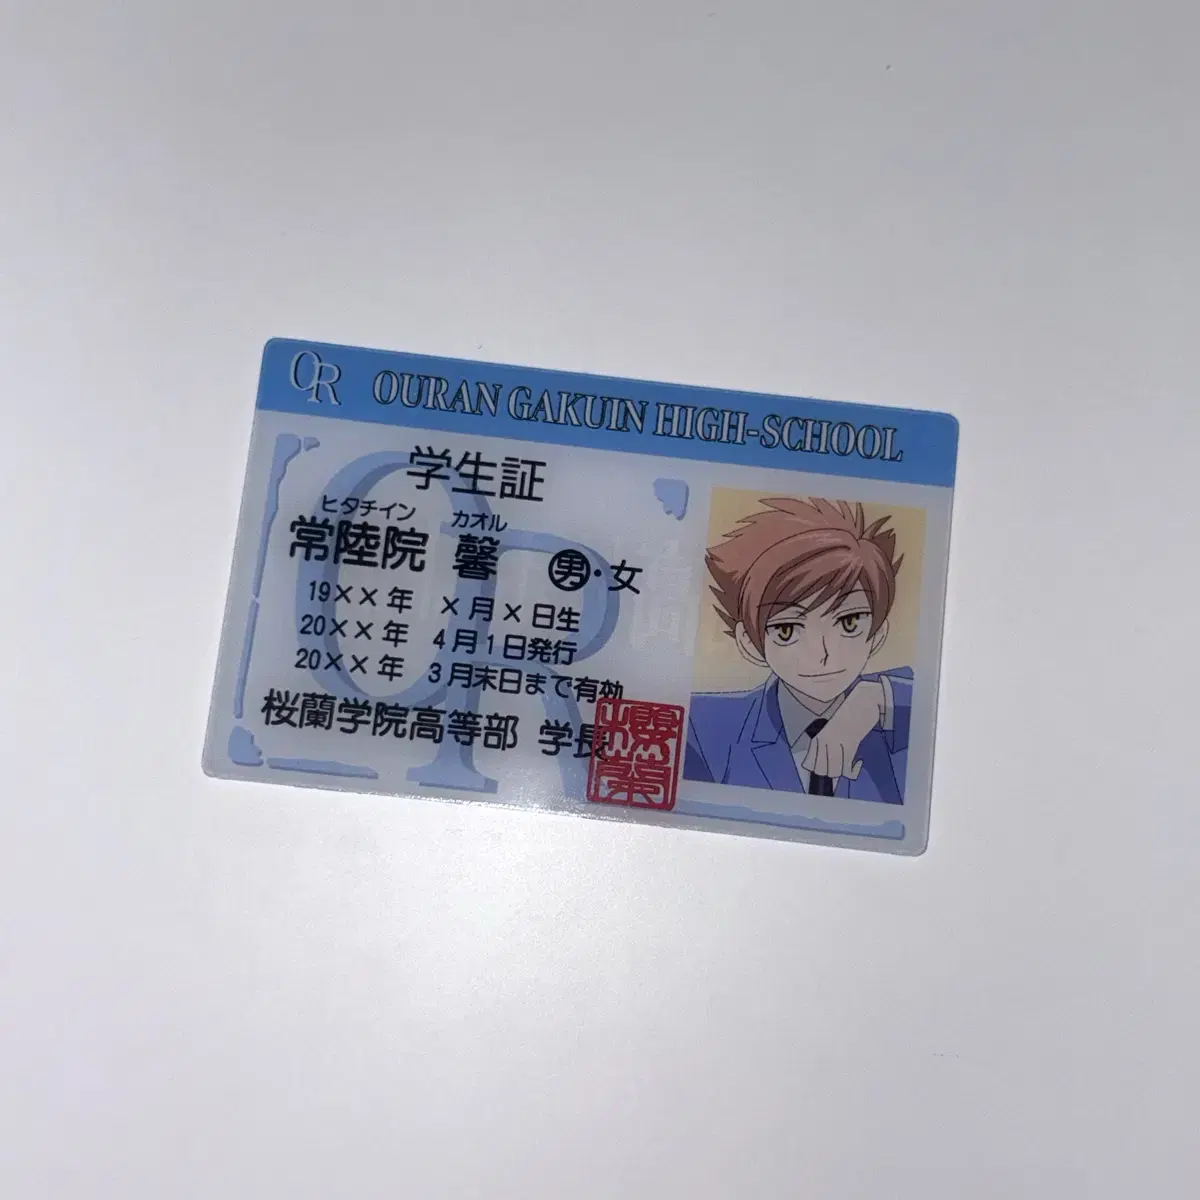 OR OURAN GAKUIN HIGH-SCHOOL
学生証
ヒタチイン カオル
常陸院 馨 男・女
19××年 ×月×日生
20××年 4月1日発行
20××年 3月末日まで有効
桜蘭学院高等部 学長
櫻蘭